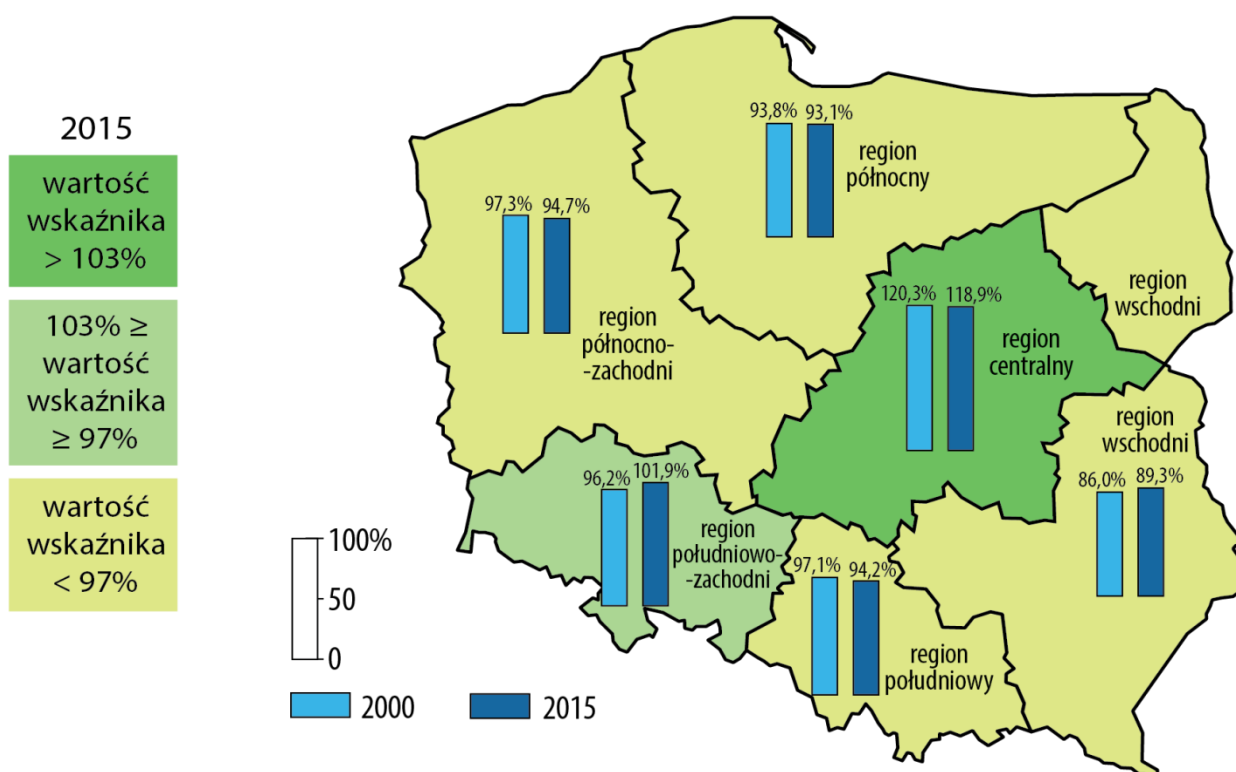 2015
wartość
wskaźnika
> 103%
103% ≥
wartość
wskaźnika
≥ 97%
wartość
wskaźnika
< 97%
100%
50
0
2000
2015
93,8%
93,1%
region
północny
97,3%
94,7%
region
północno-
-zachodni
120,3%
118,9%
region
centralny
region
wschodni
region
wschodni
86,0%
89,3%
96,2%
101,9%
region
południowo-
-zachodni
97,1%
94,2%
region
południowy